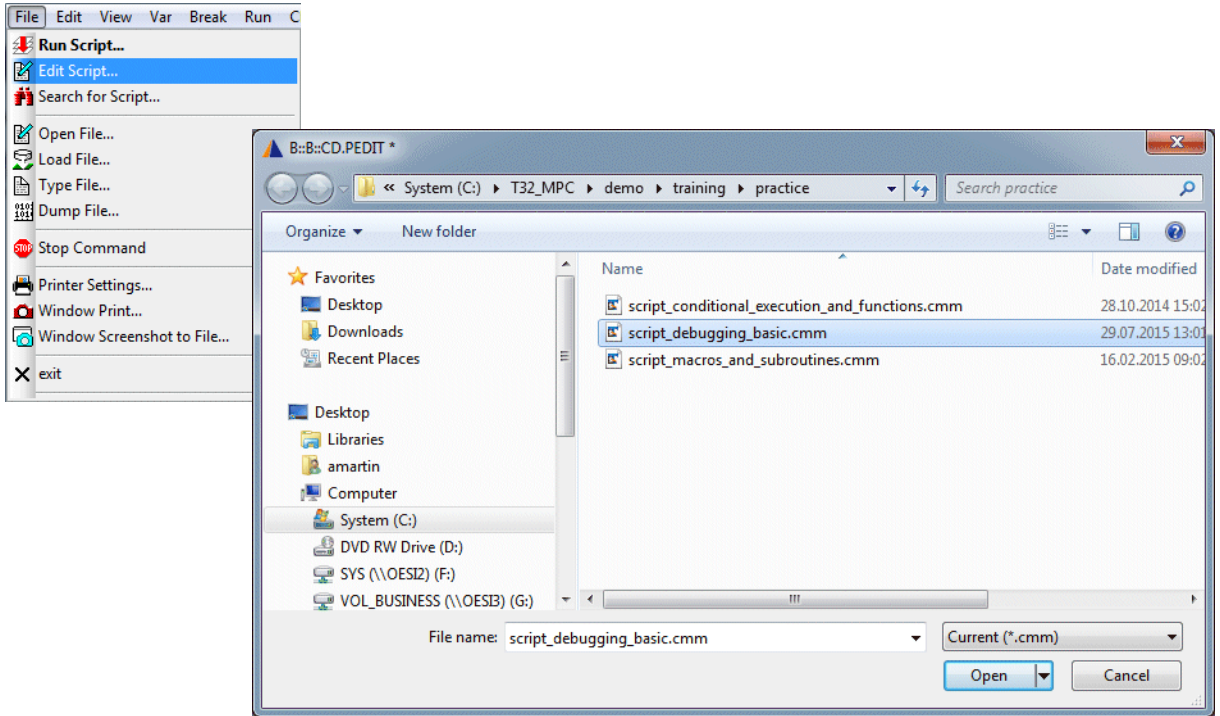 File Edit View Var Break Run C
Run Script...
Edit Script...
Search for Script...
Open File...
Load File...
Type File...
Dump File...
Stop Command
Printer Settings...
Window Print...
Window Screenshot to File...
exit
B::B::CD.PEDIT *
« System (C:) T32_MPC demo training practice
Search practice
Organize New folder
Favorites
Desktop
Downloads
Recent Places
Desktop
Libraries
amartin
Computer
System (C:)
DVD RW Drive (D:)
SYS (\\OESI2) (F:)
VOL_BUSINESS (\\OESI3) (G:)
Name Date modified
script_conditional_execution_and_functions.cmm 28.10.2014 15:02
script_debugging_basic.cmm 29.07.2015 13:01
script_macros_and_subroutines.cmm 16.02.2015 09:02
File name: script_debugging_basic.cmm Current (*.cmm)
Open Cancel